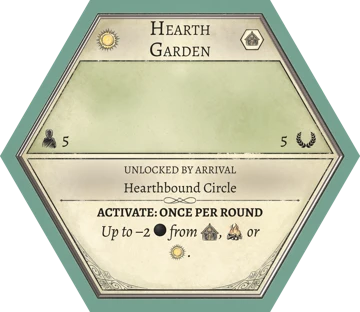 HEARTH
GARDEN
5 5
UNLOCKED BY ARRIVAL
Hearthbound Circle
ACTIVATE: ONCE PER ROUND
Up to –2 from , or
.